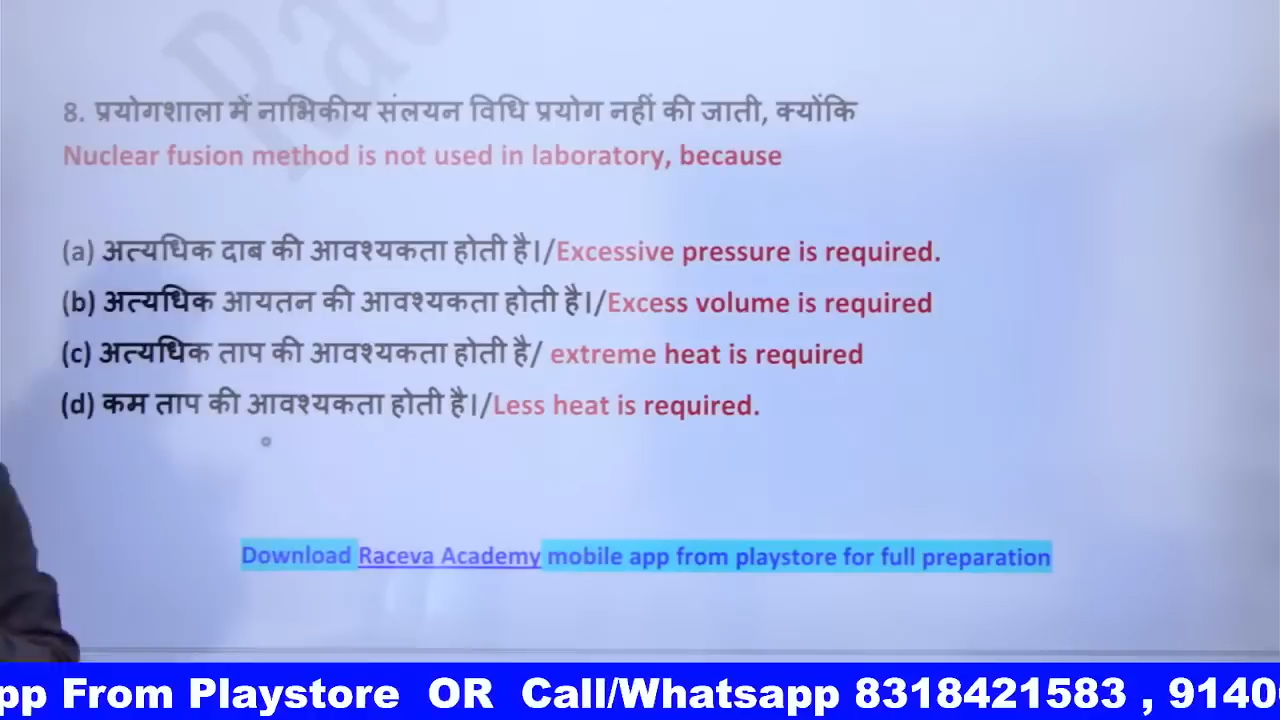 8. प्रयोगशाला में नाभिकीय संलयन विधि प्रयोग नहीं की जाती, क्योंकि
Nuclear fusion method is not used in laboratory, because
(a) अत्यधिक दाब की आवश्यकता होती है।/Excessive pressure is required.
(b) अत्यधिक आयतन की आवश्यकता होती है।/Excess volume is required
(c) अत्यधिक ताप की आवश्यकता होती है/ extreme heat is required
(d) कम ताप की आवश्यकता होती है।/Less heat is required.
Download Raceva Academy mobile app from playstore for full preparation
pp From Playstore OR Call/Whatsapp 8318421583 , 9140